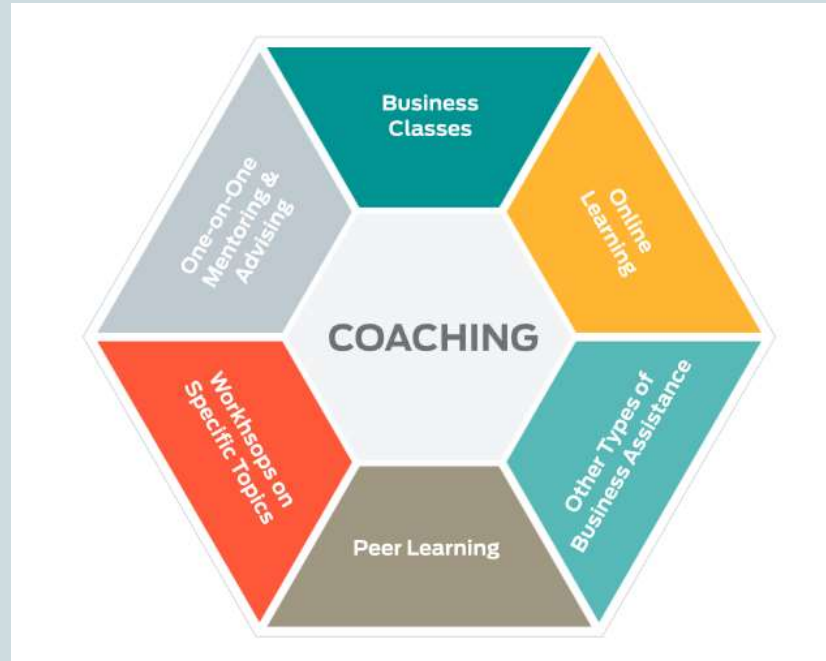 Business
Classes
Online
Learning
Other Types of
Business Assistance
Peer Learning
Workhsops on
Specific Topics
One-on-One
Mentoring &
Advising
COACHING